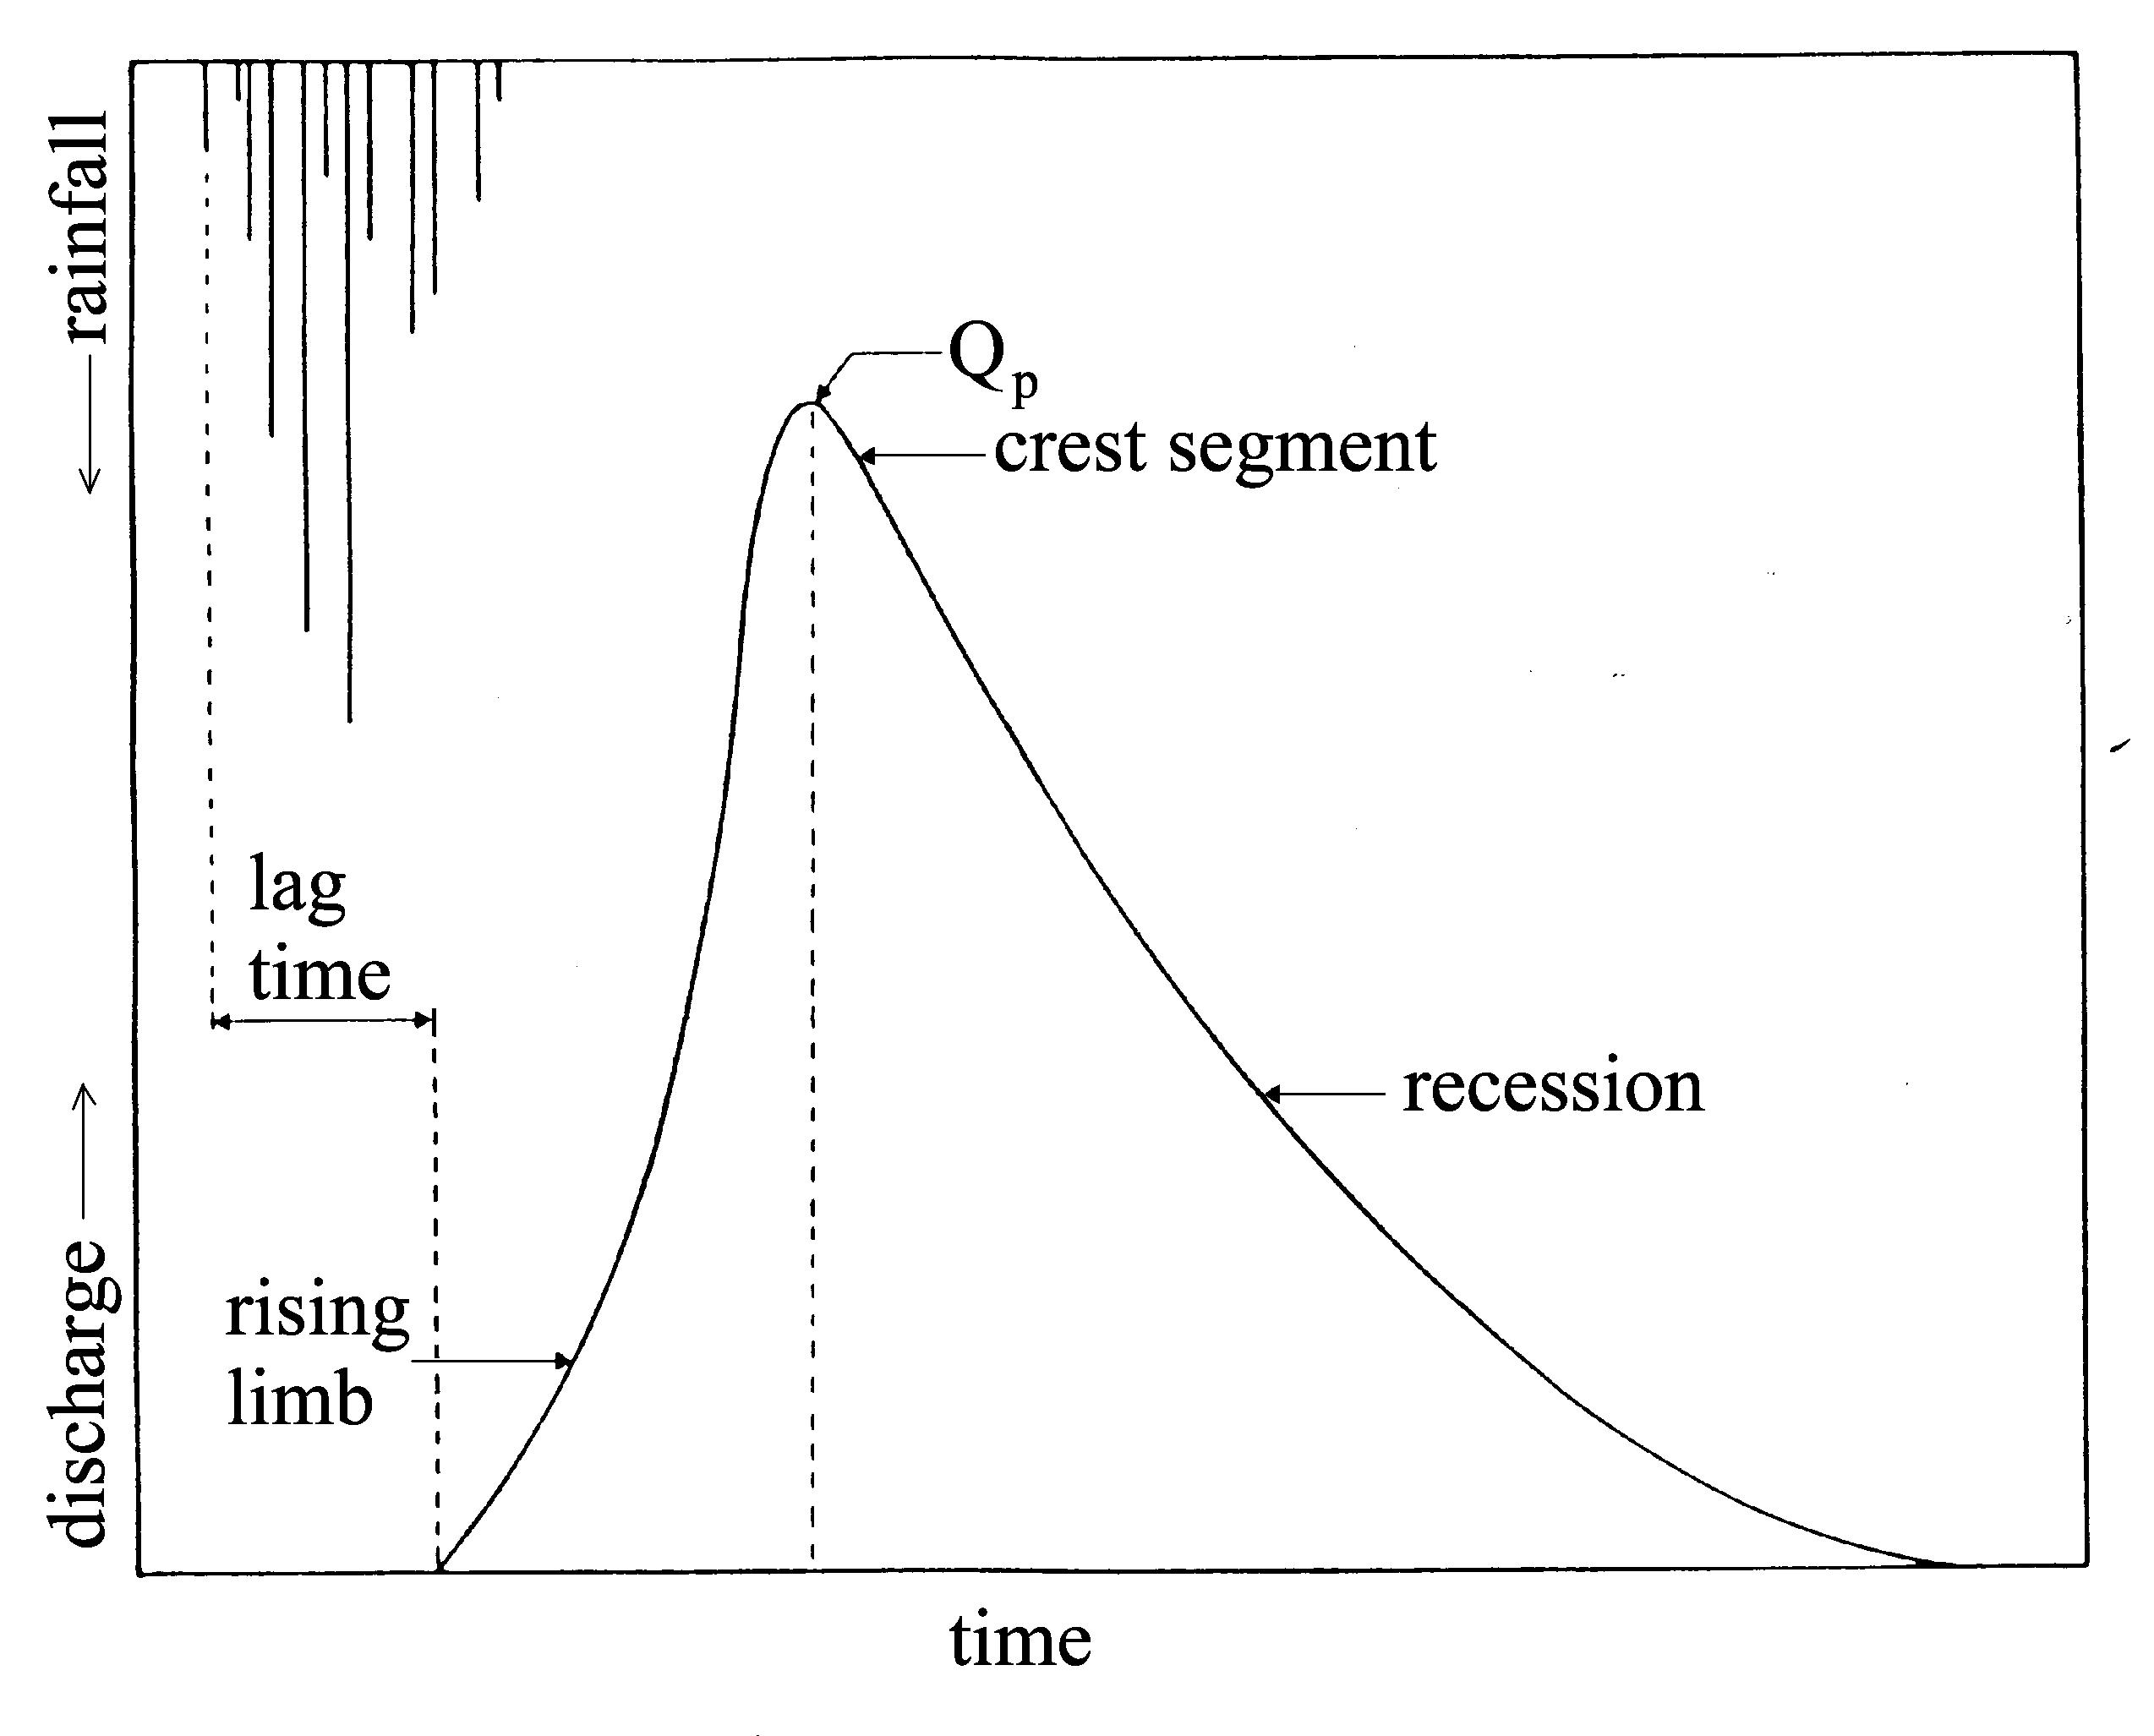 rainfall
Qp
crest segment
lag
time
recession
rising
limb
discharge
time